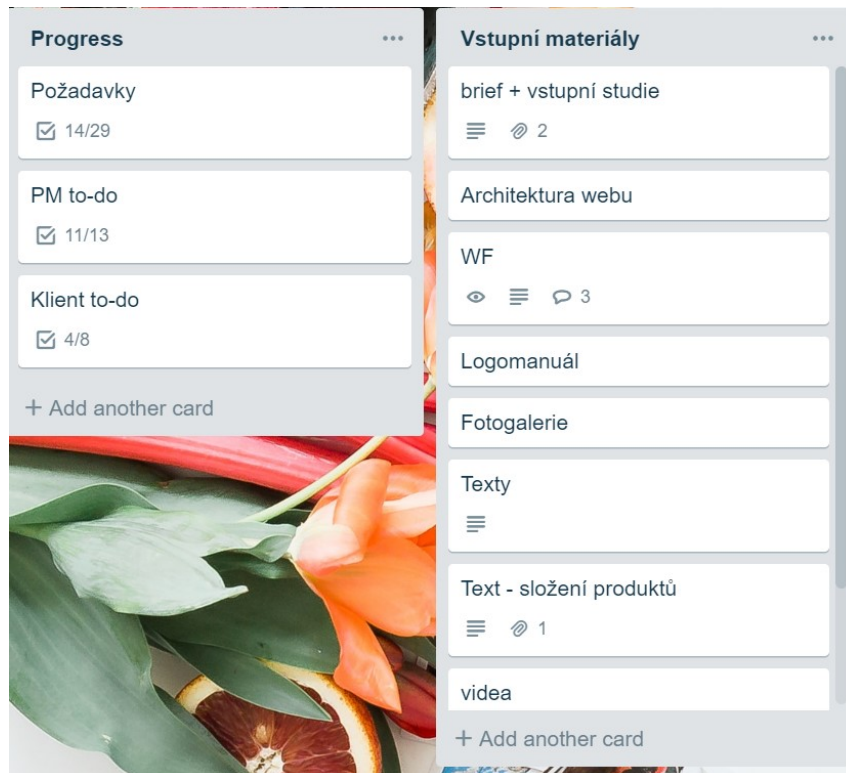 Progress
Požadavky
14/29
PM to-do
11/13
Klient to-do
4/8
+ Add another card
Vstupní materiály
brief + vstupní studie
2
Architektura webu
WF
3
Logomanuál
Fotogalerie
Texty
Text - složení produktů
1
videa
+ Add another card